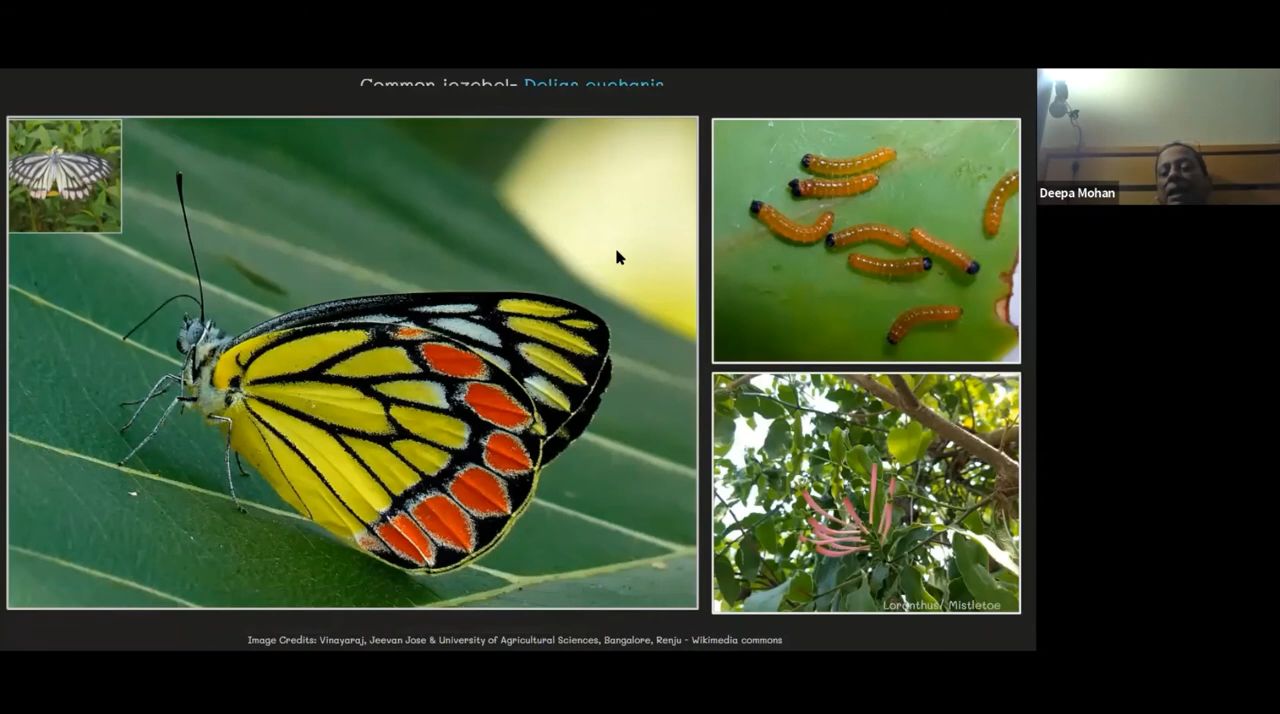 Common jezebel- Delias eucharis
Deepa Mohan
Loranthus/ Mistletoe
Image Credits: Vinayaraj, Jeevan Jose & University of Agricultural Sciences, Bangalore, Renju - Wikimedia commons